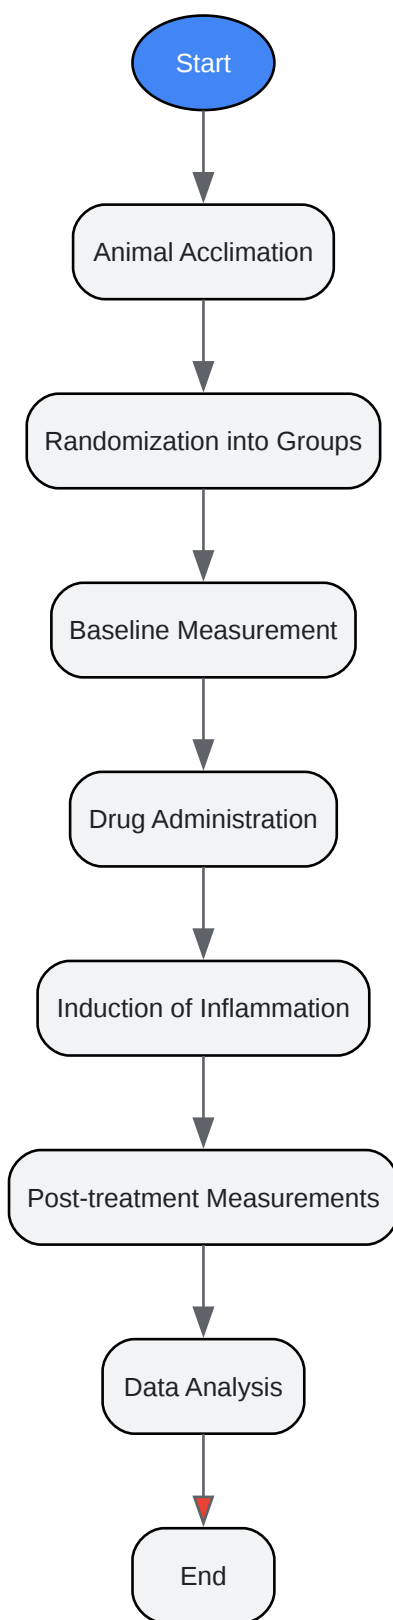 Start
Animal Acclimation
Randomization into Groups
Baseline Measurement
Drug Administration
Induction of Inflammation
Post-treatment Measurements
Data Analysis
End